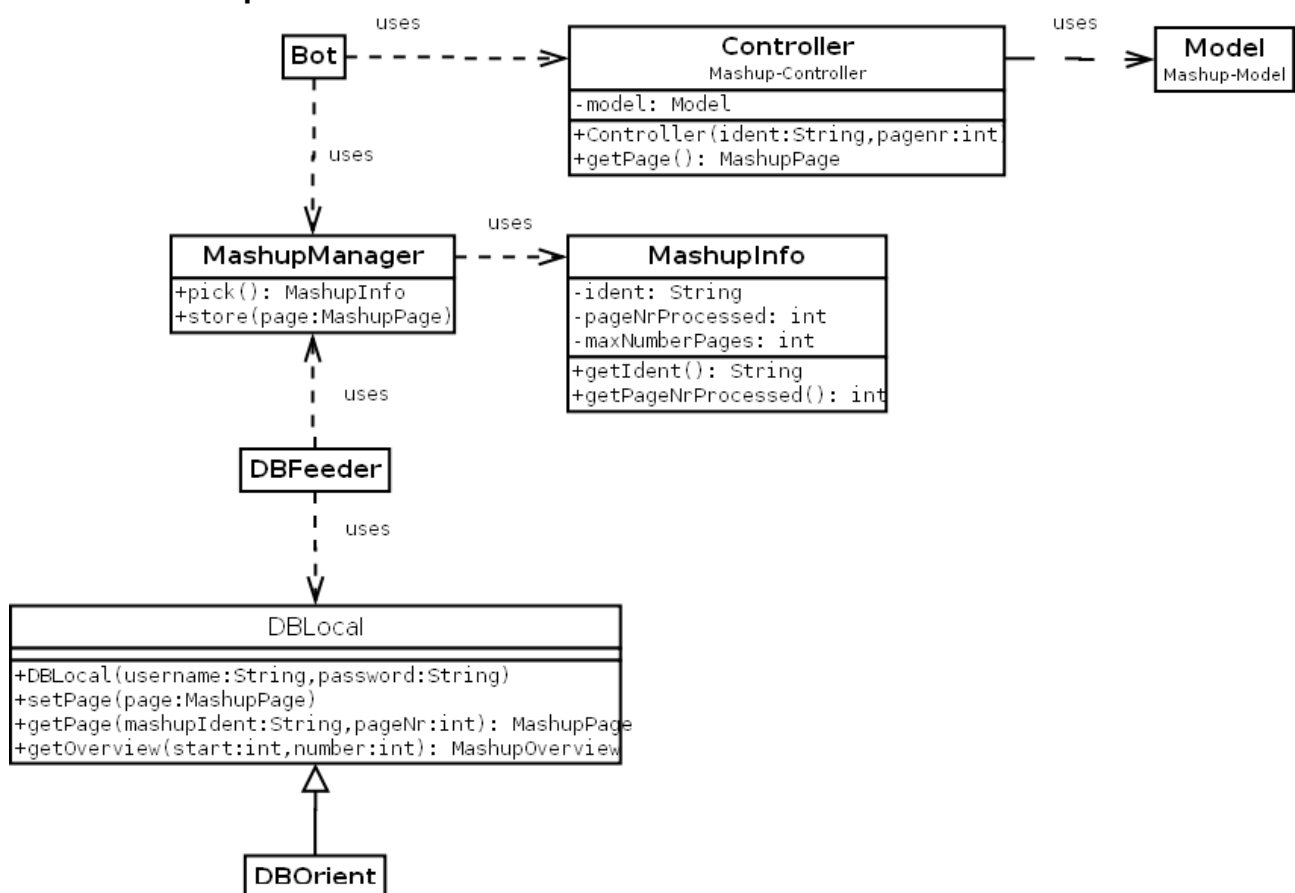 uses
uses
Bot
Controller
Mashup-Controller
Model
Mashup-Model
-model: Model
+Controller(ident:String,pagenr:int)
+getPage(): MashupPage
uses
uses
MashupManager
+pick(): MashupInfo
+store(page:MashupPage)
MashupInfo
-ident: String
-pageNrProcessed: int
-maxNumberPages: int
+getIdent(): String
+getPageNrProcessed(): int
uses
DBFeeder
uses
DBLocal
+DBLocal(username:String,password:String)
+setPage(page:MashupPage)
+getPage(mashupIdent:String,pageNr:int): MashupPage
+getOverview(start:int,number:int): MashupOverview
DBOrient